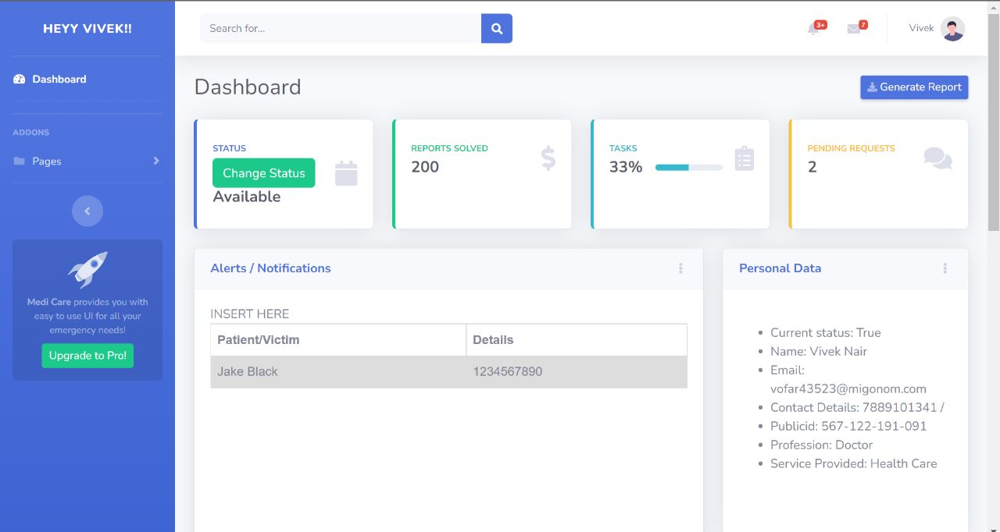 HEYY VIVEK!!
Dashboard
ADDONS
Pages
Medi Care provides you with
easy to use UI for all your
emergency needs!
Upgrade to Pro!
Search for...
3+
7
Vivek
Dashboard
Generate Report
STATUS
Change Status
Available
REPORTS SOLVED
200
TASKS
33%
PENDING REQUESTS
2
Alerts / Notifications
INSERT HERE
Patient/Victim Details
Jake Black 1234567890
Personal Data
Current status: True
Name: Vivek Nair
Email:
vofar43523@migonom.com
Contact Details: 7889101341 /
Publicid: 567-122-191-091
Profession: Doctor
Service Provided: Health Care